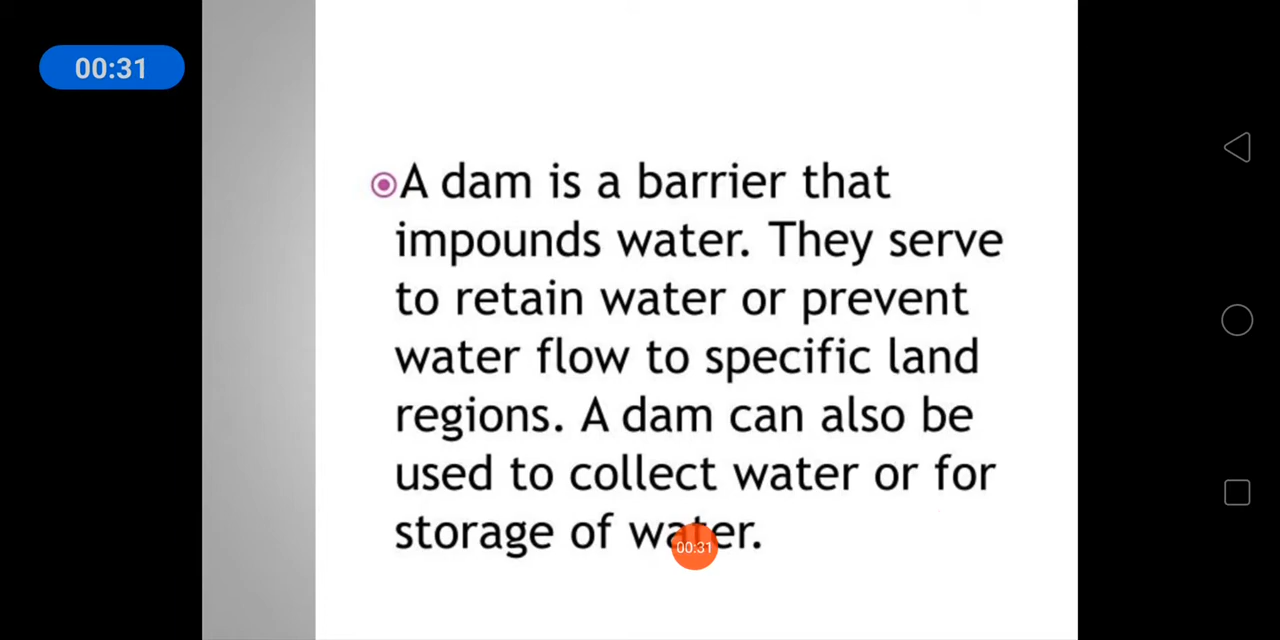 00:31
A dam is a barrier that
impounds water. They serve
to retain water or prevent
water flow to specific land
regions. A dam can also be
used to collect water or for
storage of water.
00:31